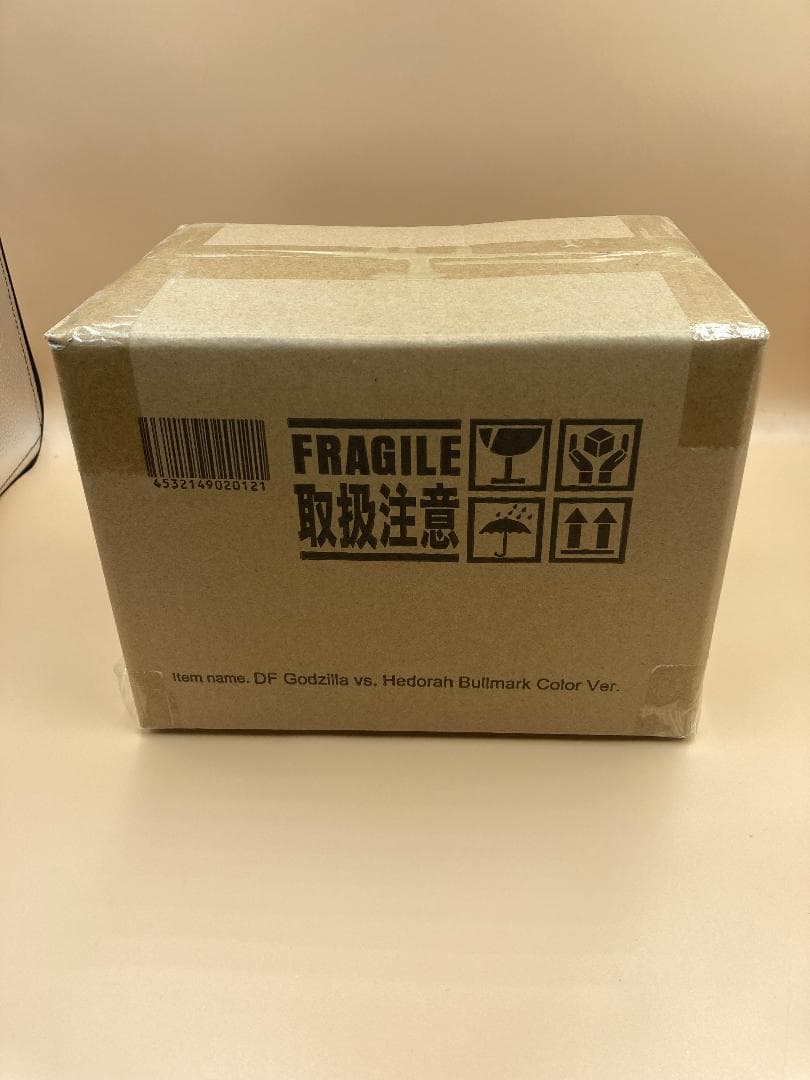 4532149020121
FRAGILE
取扱注意
Item name. DF Godzilla vs. Hedorah Bullmark Color Ver.